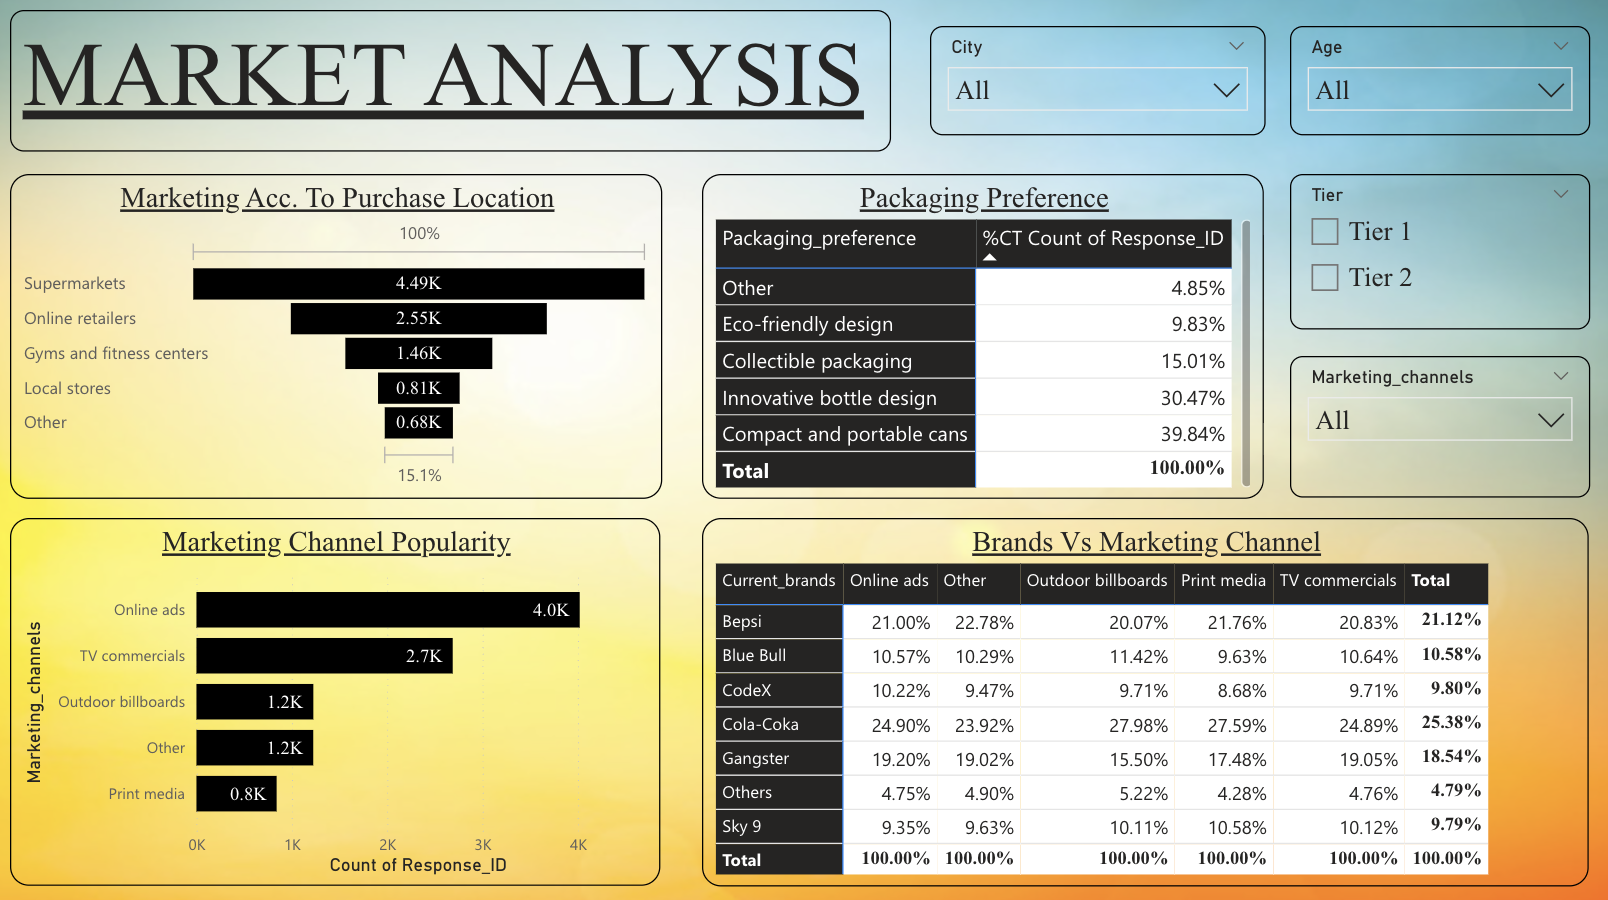 MARKET ANALYSIS
City
All
Age
All
Marketing Acc. To Purchase Location
100%
Supermarkets 4.49K
Online retailers 2.55K
Gyms and fitness centers 1.46K
Local stores 0.81K
Other 0.68K
15.1%
Packaging Preference
Packaging_preference %CT Count of Response_ID
Other 4.85%
Eco-friendly design 9.83%
Collectible packaging 15.01%
Innovative bottle design 30.47%
Compact and portable cans 39.84%
Total 100.00%
Tier
Tier 1
Tier 2
Marketing_channels
All
Marketing Channel Popularity
Marketing_channels
Online ads 4.0K
TV commercials 2.7K
Outdoor billboards 1.2K
Other 1.2K
Print media 0.8K
0K 1K 2K 3K 4K
Count of Response_ID
Brands Vs Marketing Channel
Current_brands Online ads Other Outdoor billboards Print media TV commercials Total
Bepsi 21.00% 22.78% 20.07% 21.76% 20.83% 21.12%
Blue Bull 10.57% 10.29% 11.42% 9.63% 10.64% 10.58%
CodeX 10.22% 9.47% 9.71% 8.68% 9.71% 9.80%
Cola-Coka 24.90% 23.92% 27.98% 27.59% 24.89% 25.38%
Gangster 19.20% 19.02% 15.50% 17.48% 19.05% 18.54%
Others 4.75% 4.90% 5.22% 4.28% 4.76% 4.79%
Sky 9 9.35% 9.63% 10.11% 10.58% 10.12% 9.79%
Total 100.00% 100.00% 100.00% 100.00% 100.00% 100.00%